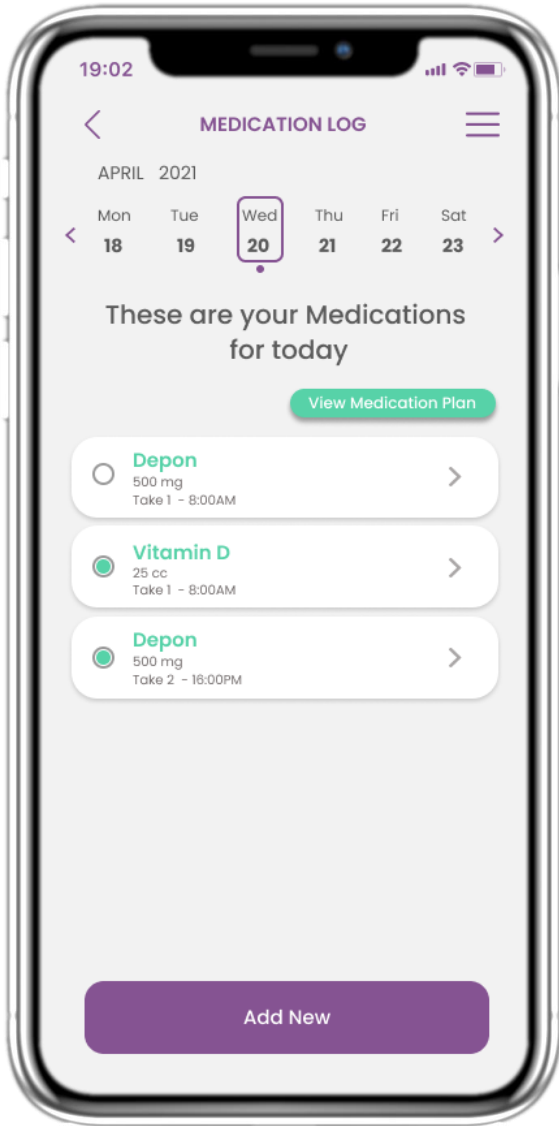 19:02
MEDICATION LOG
APRIL 2021
Mon Tue Wed Thu Fri Sat
18 19 20 21 22 23
These are your Medications
for today
View Medication Plan
Depon
500 mg
Take 1 - 8:00AM
Vitamin D
25 cc
Take 1 - 8:00AM
Depon
500 mg
Take 2 - 16:00PM
Add New